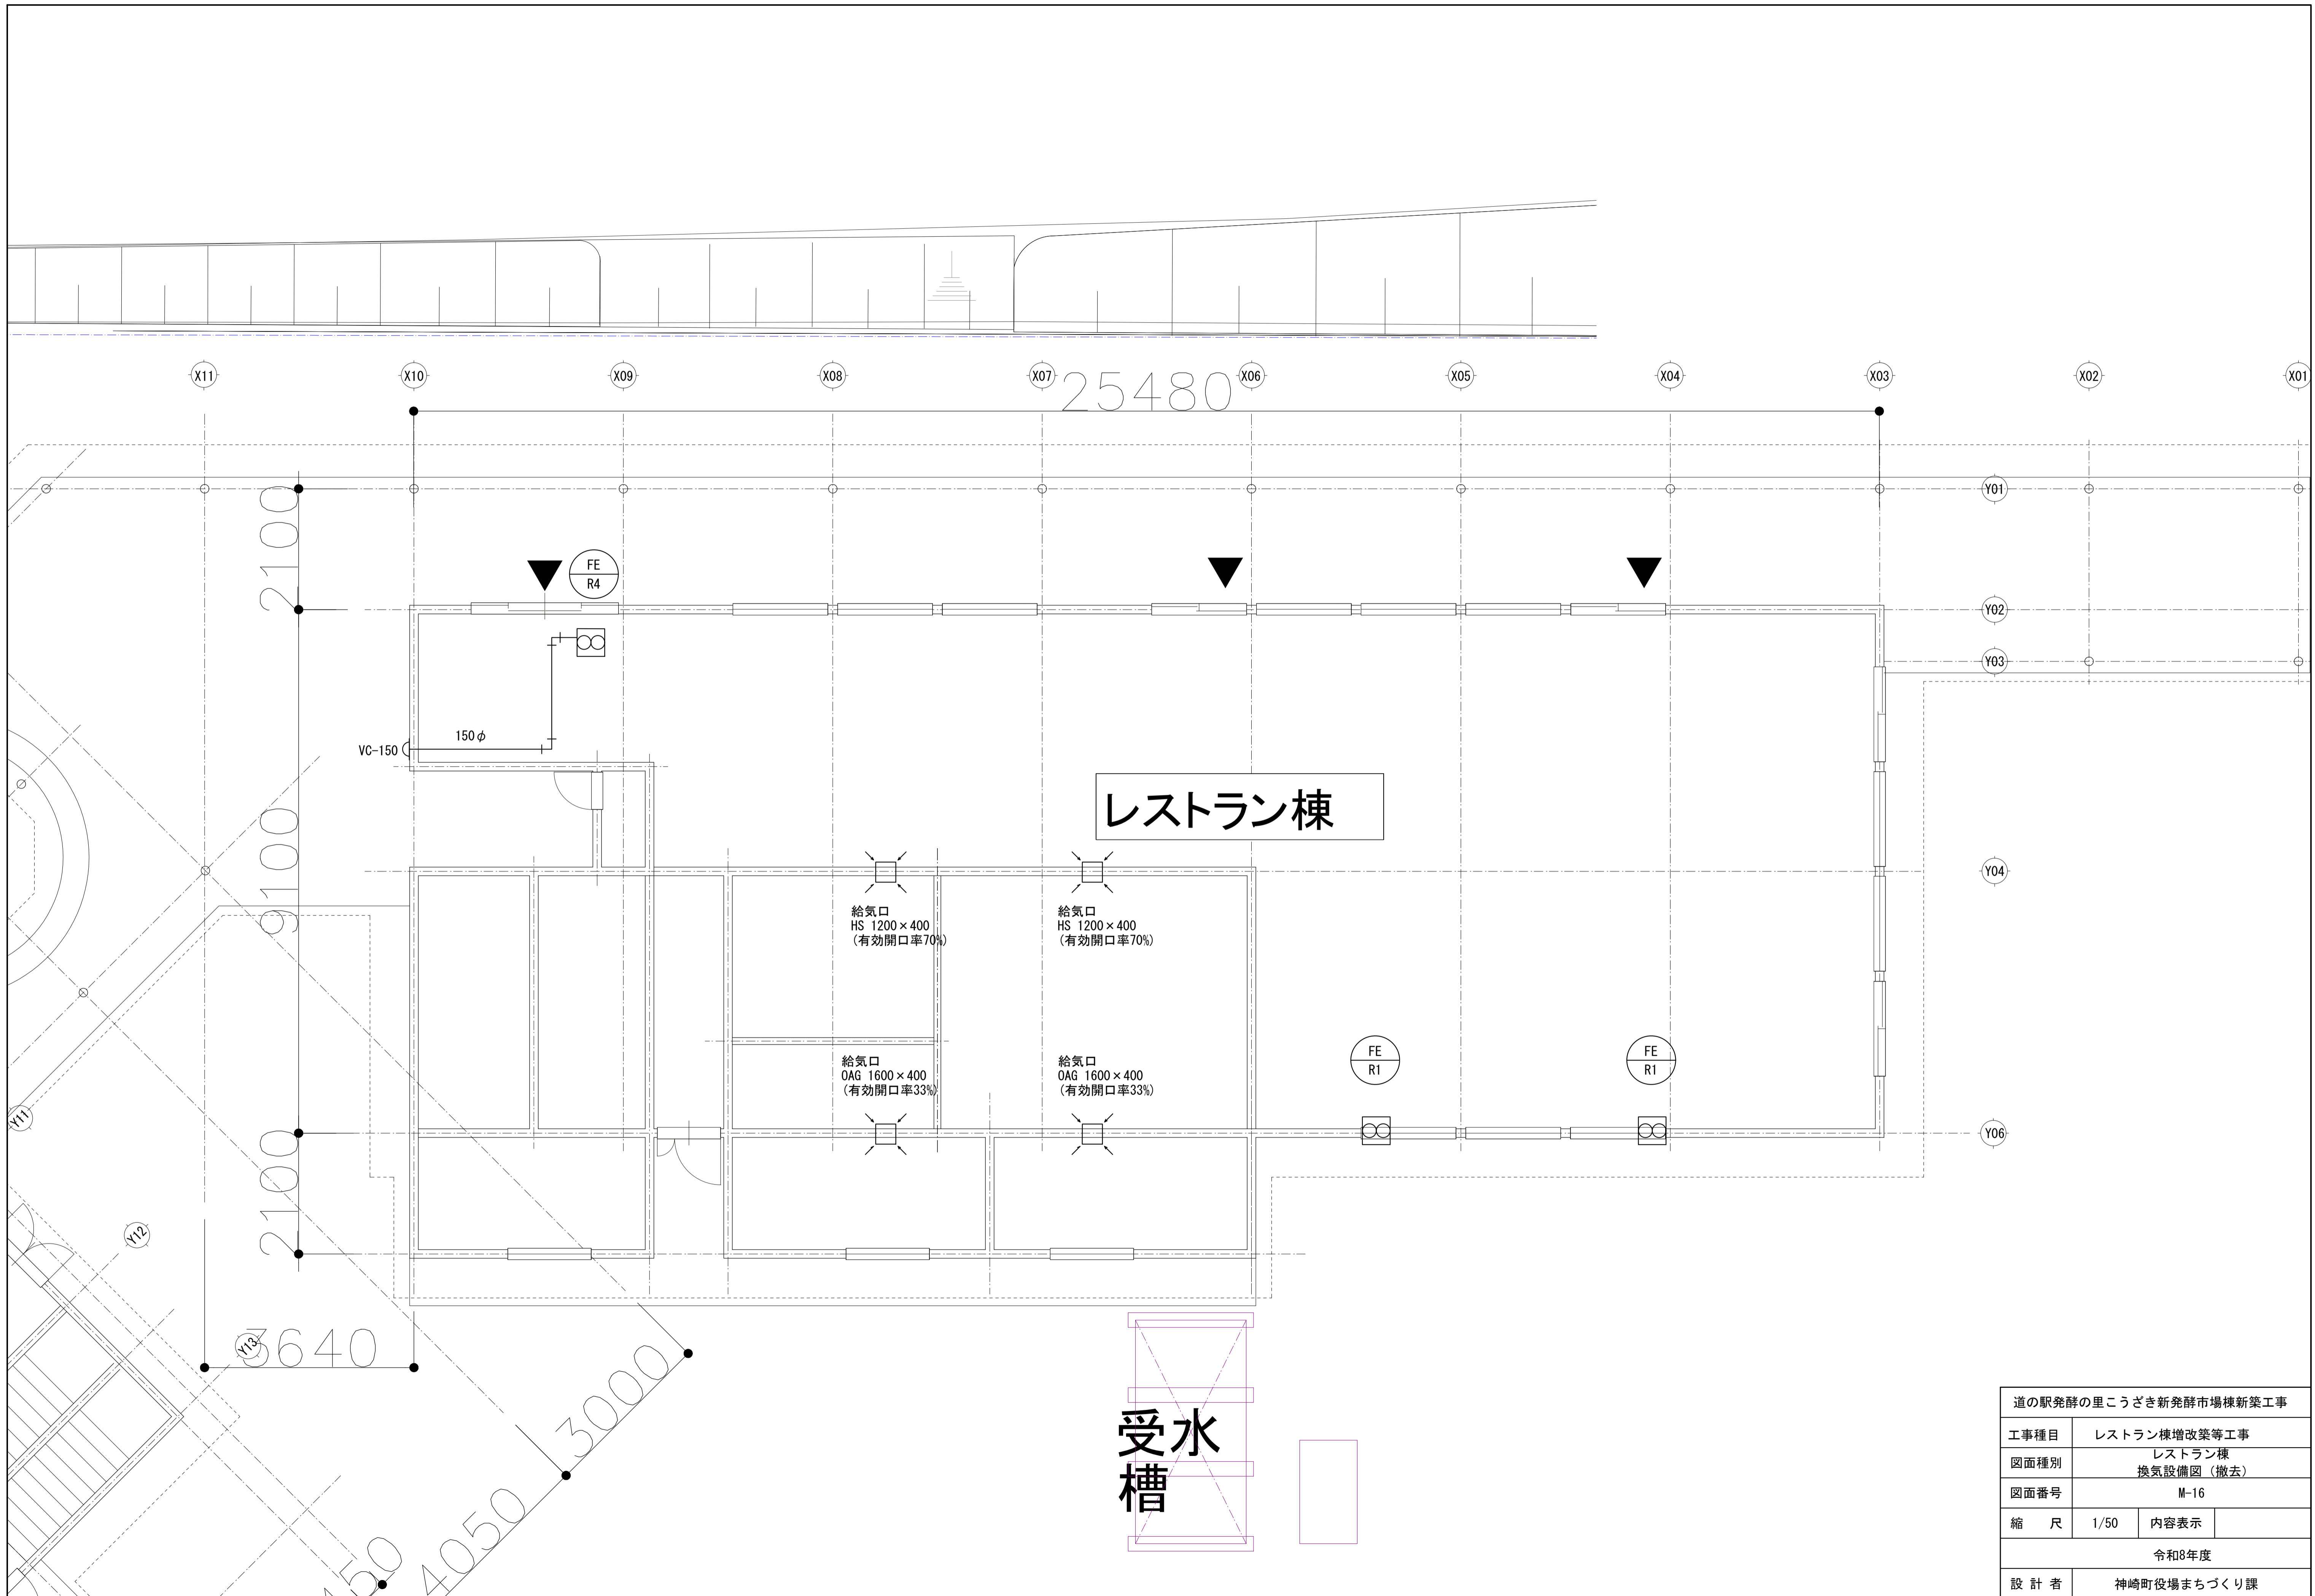 X11
X10
X09
X08
X07
X06
X05
X04
X03
X02
X01
25480
Y01
2100
FE
R4
Y02
Y03
150φ
VC-150
レストラン棟
9100
Y04
給気口
HS 1200×400
(有効開口率70%)
給気口
HS 1200×400
(有効開口率70%)
給気口
OAG 1600×400
(有効開口率33%)
給気口
OAG 1600×400
(有効開口率33%)
FE
R1
FE
R1
Y11
Y06
2100
Y12
Y13
3640
3000
4050
受水
槽
道の駅発酵の里こうざき新発酵市場棟新築工事
工事種目 レストラン棟増改築等工事
図面種別 レストラン棟
換気設備図（撤去）
図面番号 M-16
縮 尺 1/50 内容表示
令和8年度
設 計 者 神崎町役場まちづくり課